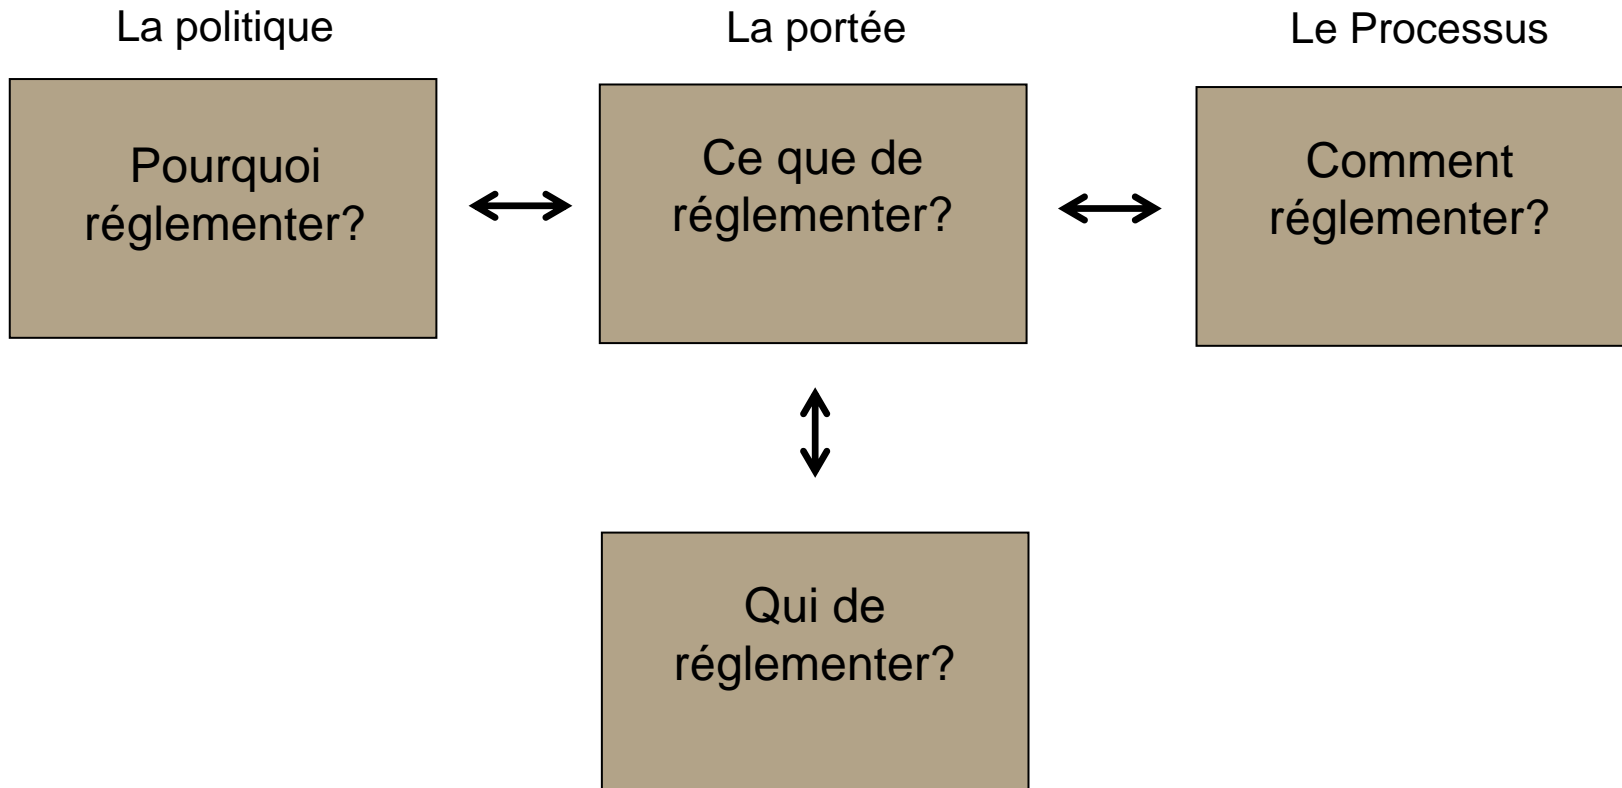 La politique
La portée
Le Processus
Pourquoi
réglementer?
Ce que de
réglementer?
Comment
réglementer?
Qui de
réglementer?